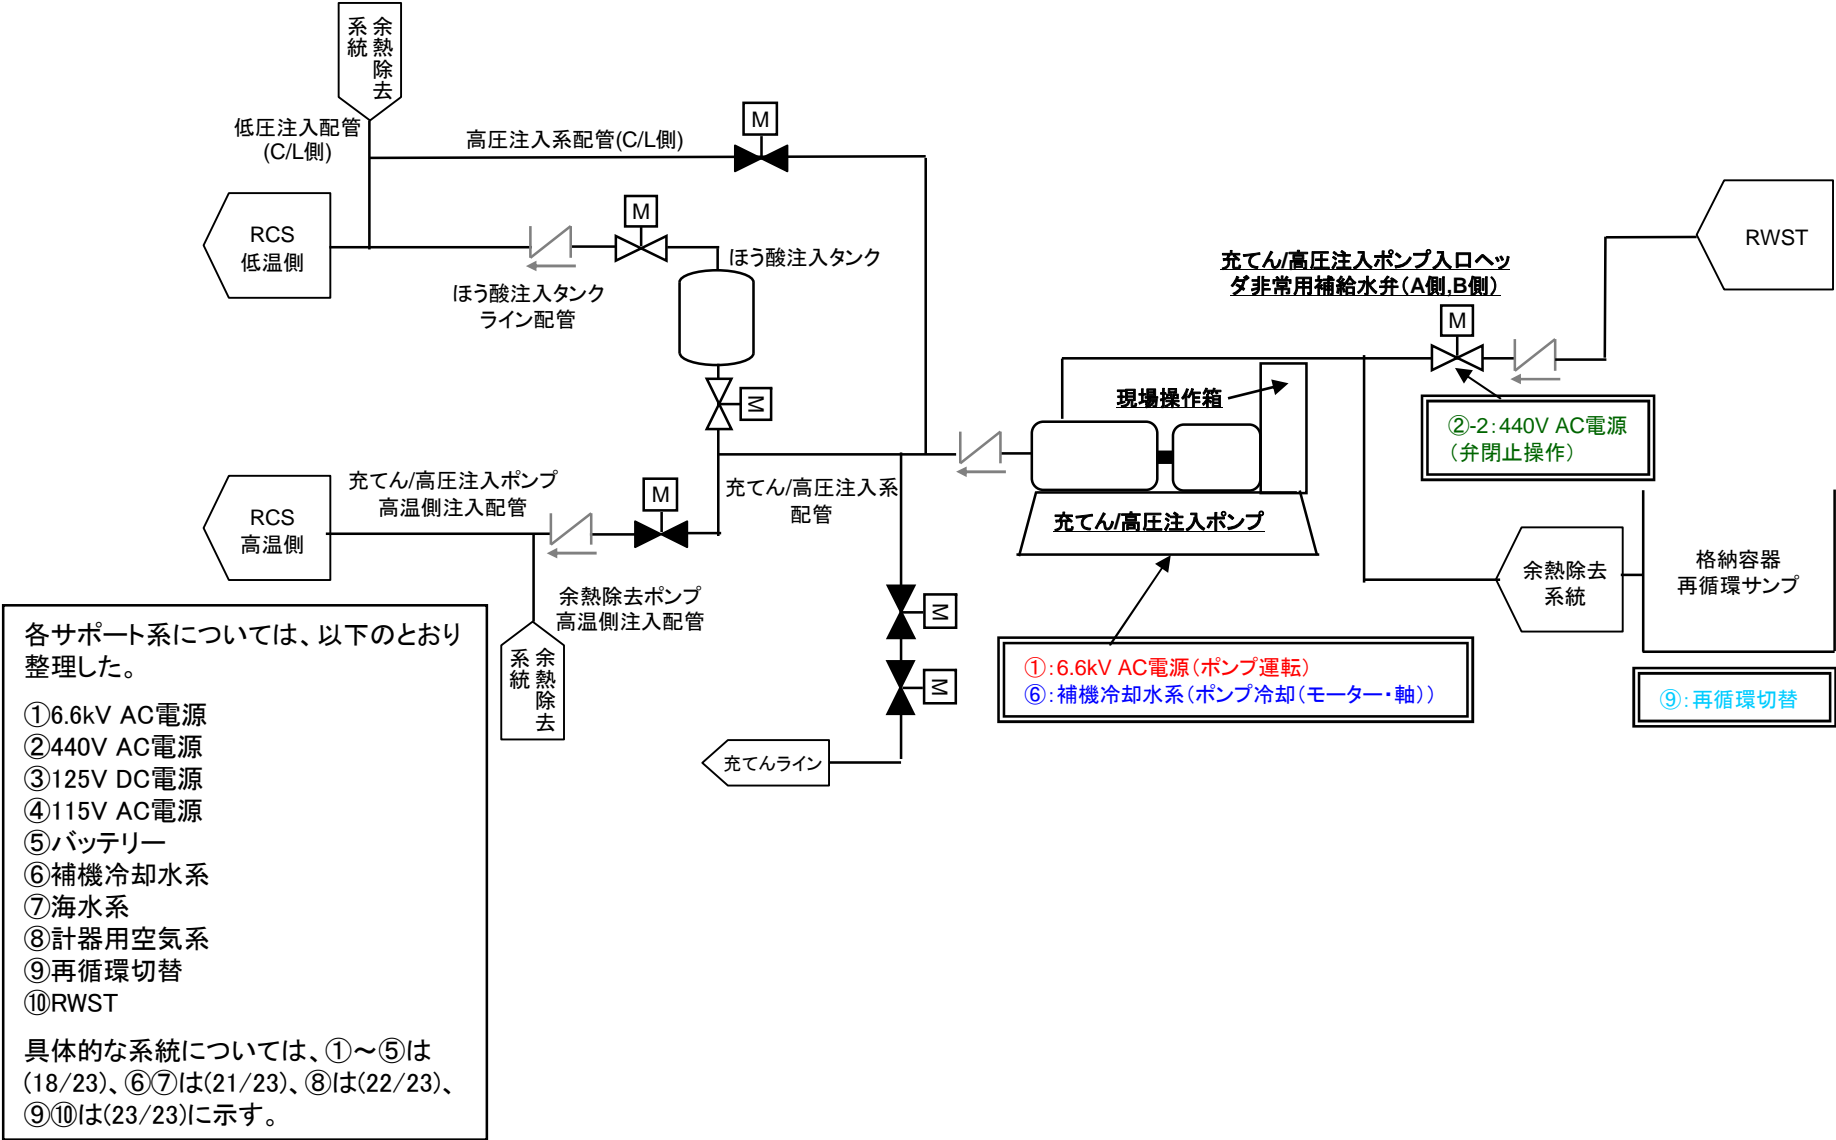 余熱除去
系統
低圧注入配管
(C/L側)
高圧注入系配管(C/L側)
M
RCS
低温側
M
ほう酸注入タンク
ほう酸注入タンク
ライン配管
M
RWST
充てん/高圧注入ポンプ入口ヘッ
ダ非常用補給水弁(A側,B側)
M
現場操作箱
②-2:440V AC電源
(弁閉止操作)
RCS
高温側
充てん/高圧注入ポンプ
高温側注入配管
M
充てん/高圧注入系
配管
充てん/高圧注入ポンプ
余熱除去
系統
格納容器
再循環サンプ
余熱除去ポンプ
高温側注入配管
余熱除去
系統
M
M
充てんライン
①:6.6kV AC電源(ポンプ運転)
⑥:補機冷却水系(ポンプ冷却(モーター・軸))
⑨:再循環切替
各サポート系については、以下のとおり
整理した。
①6.6kV AC電源
②440V AC電源
③125V DC電源
④115V AC電源
⑤バッテリー
⑥補機冷却水系
⑦海水系
⑧計器用空気系
⑨再循環切替
⑩RWST
具体的な系統については、①～⑤は
(18/23)、⑥⑦は(21/23)、⑧は(22/23)、
⑨⑩は(23/23)に示す。